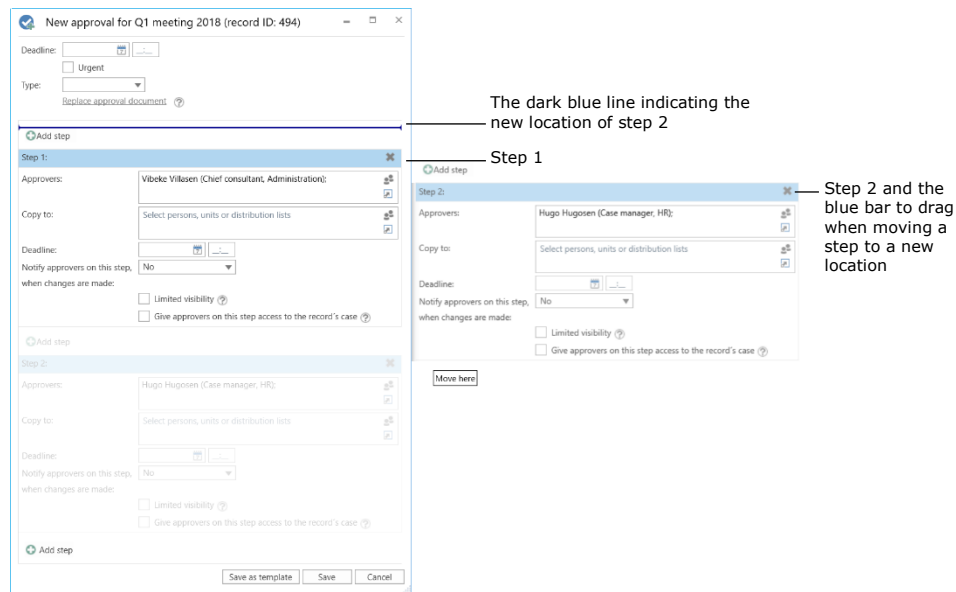 New approval for Q1 meeting 2018 (record ID: 494)
Deadline:
Urgent
Type:
Replace approval document
Add step
Step 1:
Approvers: Vibeke Villasen (Chief consultant, Administration);
Copy to: Select persons, units or distribution lists
Deadline:
Notify approvers on this step, No
when changes are made:
Limited visibility
Give approvers on this step access to the record's case
Add step
Step 2:
Approvers: Hugo Hugosen (Case manager, HR);
Copy to: Select persons, units or distribution lists
Deadline:
Notify approvers on this step, No
when changes are made:
Limited visibility
Give approvers on this step access to the record's case
Add step
Save as template Save Cancel
The dark blue line indicating the
new location of step 2
Step 1
Add step
Step 2:
Approvers: Hugo Hugosen (Case manager, HR);
Copy to: Select persons, units or distribution lists
Deadline:
Notify approvers on this step, No
when changes are made:
Limited visibility
Give approvers on this step access to the record's case
Move here
Step 2 and the
blue bar to drag
when moving a
step to a new
location